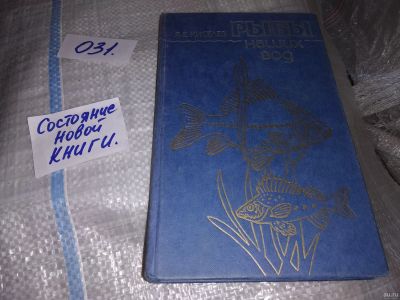 031.
Состояние
новой
КНИГИ.
РЫБЫ
наших
вод